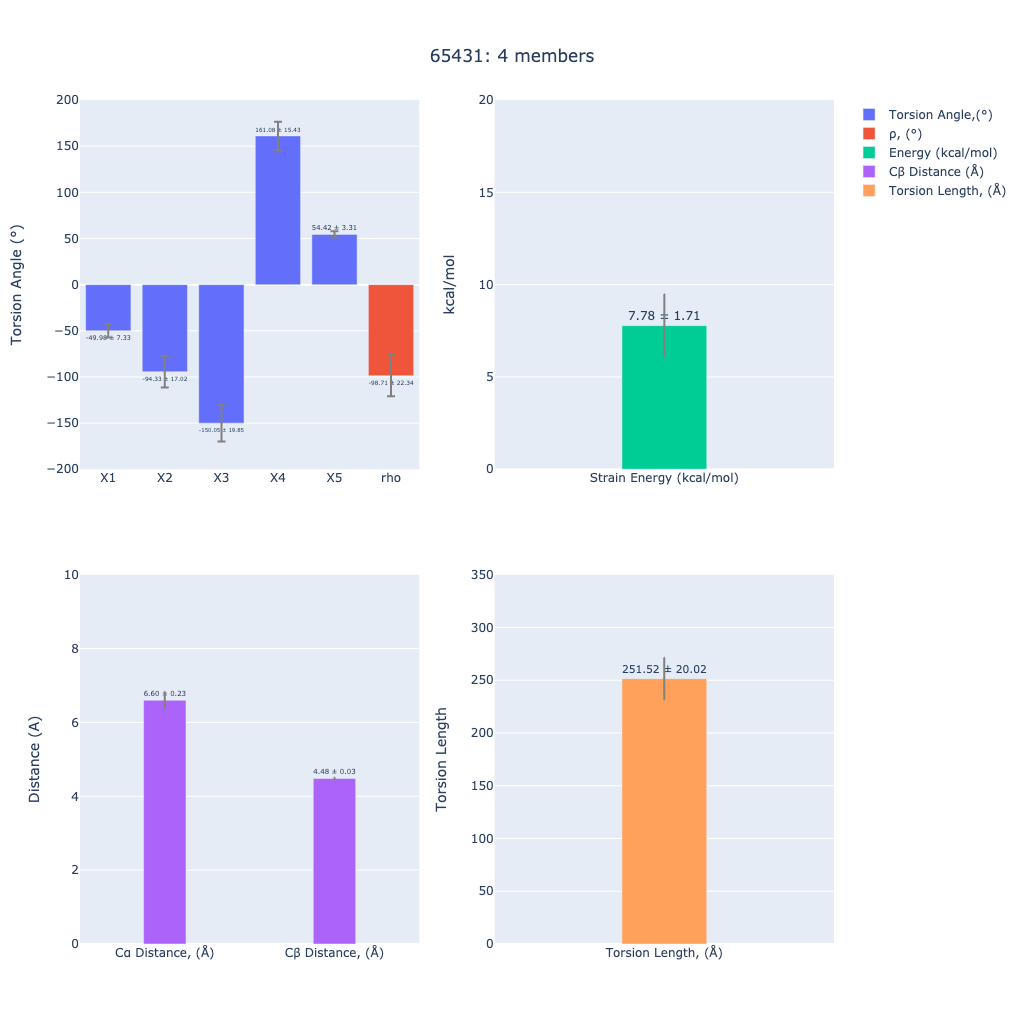 65431: 4 members
Torsion Angle (°)
200
150
100
50
0
−50
−100
−150
−200
-49.98 ± 7.33
-94.33 ± 17.02
-150.05 ± 19.85
161.08 ± 15.43
54.42 ± 3.31
-98.71 ± 22.34
X1 X2 X3 X4 X5 rho
kcal/mol
20
15
10
5
0
7.78 ± 1.71
Strain Energy (kcal/mol)
Torsion Angle,(°)
ρ, (°)
Energy (kcal/mol)
Cβ Distance (Å)
Torsion Length, (Å)
Distance (A)
10
8
6
4
2
0
6.60 ± 0.23
4.48 ± 0.03
Cα Distance, (Å) Cβ Distance, (Å)
Torsion Length
350
300
250
200
150
100
50
0
251.52 ± 20.02
Torsion Length, (Å)